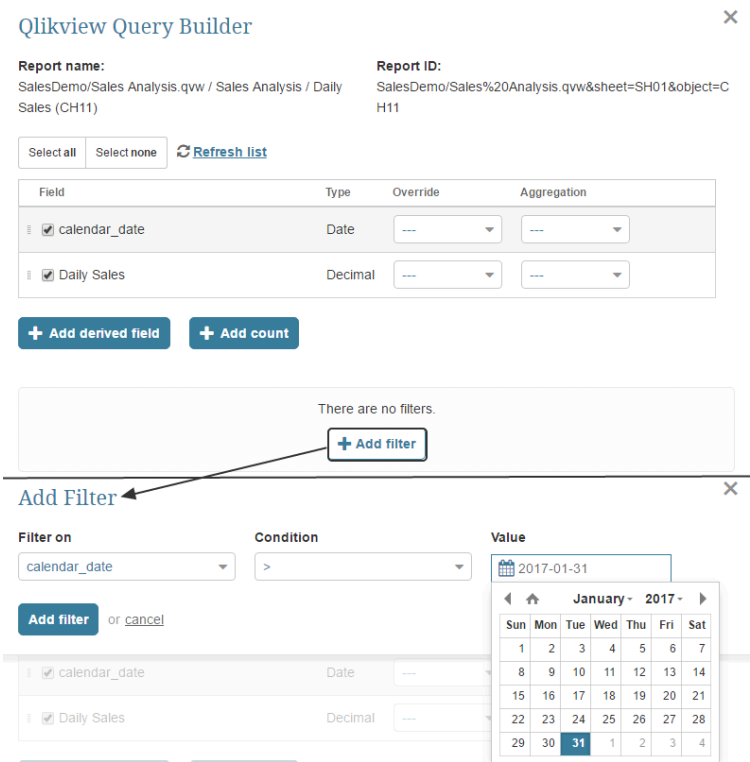 Qlikview Query Builder
Report name: Report ID:
SalesDemo/Sales Analysis.qvw / Sales Analysis / Daily SalesDemo/Sales%20Analysis.qvw&sheet=SH01&object=C
Sales (CH11) H11
Select all Select none Refresh list
Field Type Override Aggregation
calendar_date Date --- ---
Daily Sales Decimal --- ---
+ Add derived field + Add count
There are no filters.
+ Add filter
Add Filter
Filter on Condition Value
calendar_date > 2017-01-31
January 2017
Add filter or cancel
Sun Mon Tue Wed Thu Fri Sat
1 2 3 4 5 6 7
calendar_date Date ---
8 9 10 11 12 13 14
15 16 17 18 19 20 21
Daily Sales Decimal ---
22 23 24 25 26 27 28
29 30 31 1 2 3 4